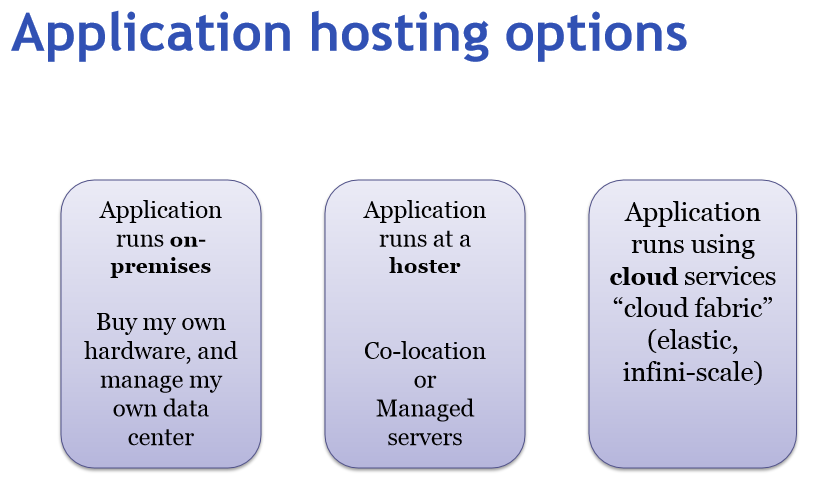 Application hosting options
Application
runs on-
premises
Buy my own
hardware, and
manage my
own data
center
Application
runs at a
hoster
Co-location
or
Managed
servers
Application
runs using
cloud services
“cloud fabric”
(elastic,
infini-scale)